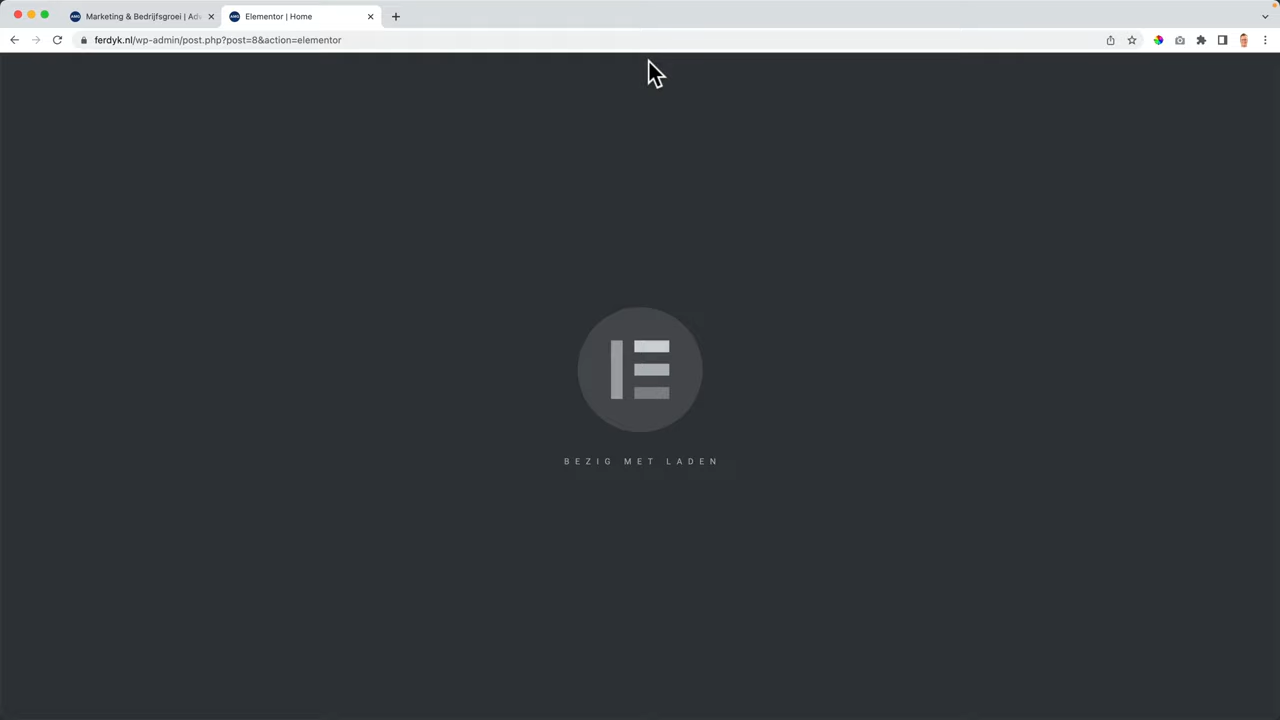 Marketing & Bedrijfsgroei | Adv
Elementor | Home
ferdyk.nl/wp-admin/post.php?post=8&action=elementor
BEZIG MET LADEN